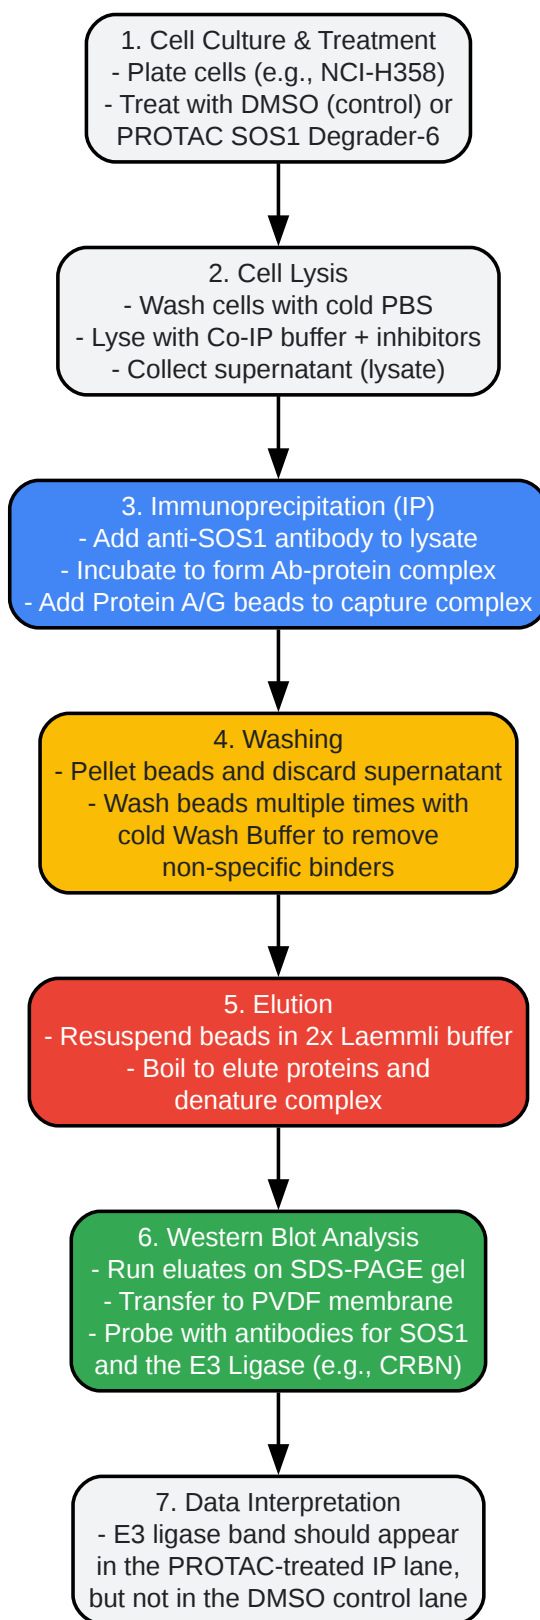 1. Cell Culture & Treatment
- Plate cells (e.g., NCI-H358)
- Treat with DMSO (control) or
PROTAC SOS1 Degrader-6
2. Cell Lysis
- Wash cells with cold PBS
- Lyse with Co-IP buffer + inhibitors
- Collect supernatant (lysate)
3. Immunoprecipitation (IP)
- Add anti-SOS1 antibody to lysate
- Incubate to form Ab-protein complex
- Add Protein A/G beads to capture complex
4. Washing
- Pellet beads and discard supernatant
- Wash beads multiple times with
cold Wash Buffer to remove
non-specific binders
5. Elution
- Resuspend beads in 2x Laemmli buffer
- Boil to elute proteins and
denature complex
6. Western Blot Analysis
- Run eluates on SDS-PAGE gel
- Transfer to PVDF membrane
- Probe with antibodies for SOS1
and the E3 Ligase (e.g., CRBN)
7. Data Interpretation
- E3 ligase band should appear
in the PROTAC-treated IP lane,
but not in the DMSO control lane